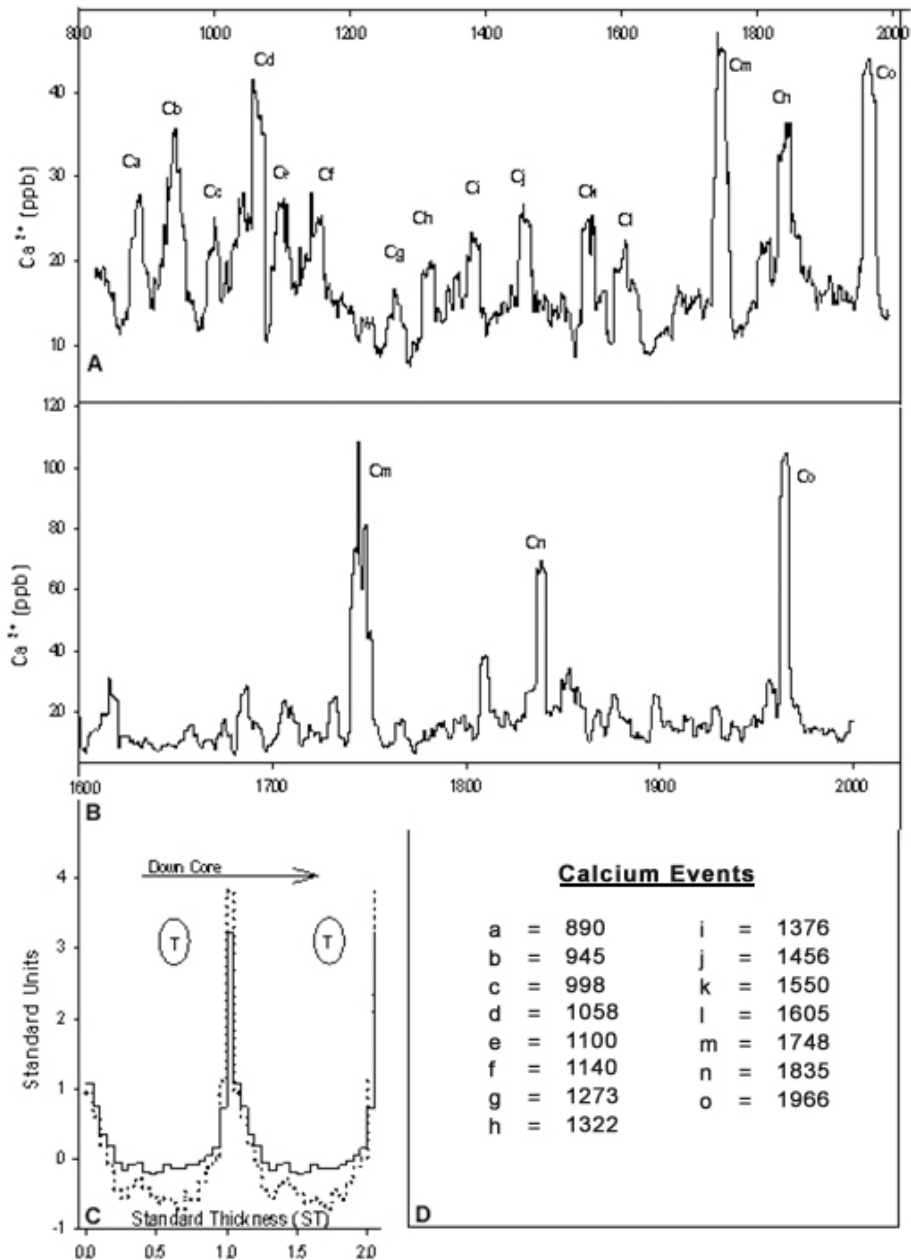 800 1000 1200 1400 1600 1800 2000
Ca²⁺ (ppb)
40
30
20
10
Ca
Cb
Cc
Cd
Ce
Cf
Cg
Ch
Ci
Cj
Ck
Cl
Cm
Cn
Co
A
Ca²⁺ (ppb)
120
100
80
60
40
20
Cm
Cn
Co
1600 1700 1800 1900 2000
B
Down Core
T T
Standard Units
4
3
2
1
0
-1
C
Standard Thickness (ST)
0.0 0.5 1.0 1.5 2.0
D
Calcium Events
a = 890
b = 945
c = 998
d = 1058
e = 1100
f = 1140
g = 1273
h = 1322
i = 1376
j = 1456
k = 1550
l = 1605
m = 1748
n = 1835
o = 1966